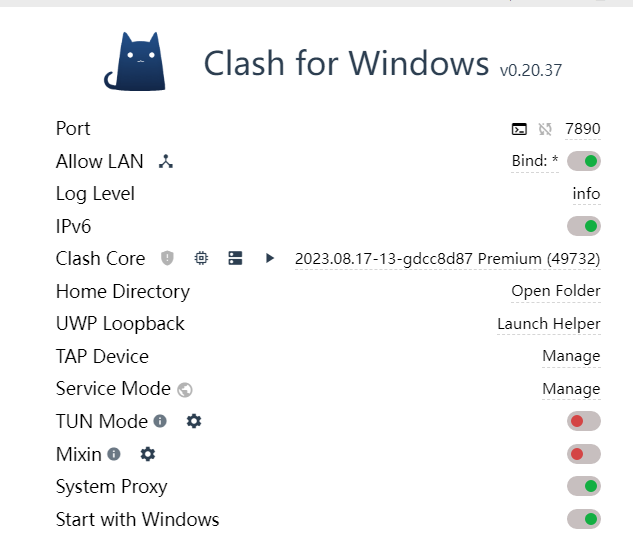 Clash for Windows v0.20.37
Port 7890
Allow LAN Bind: *
Log Level info
IPv6
Clash Core 2023.08.17-13-gdcc8d87 Premium (49732)
Home Directory Open Folder
UWP Loopback Launch Helper
TAP Device Manage
Service Mode Manage
TUN Mode
Mixin
System Proxy
Start with Windows